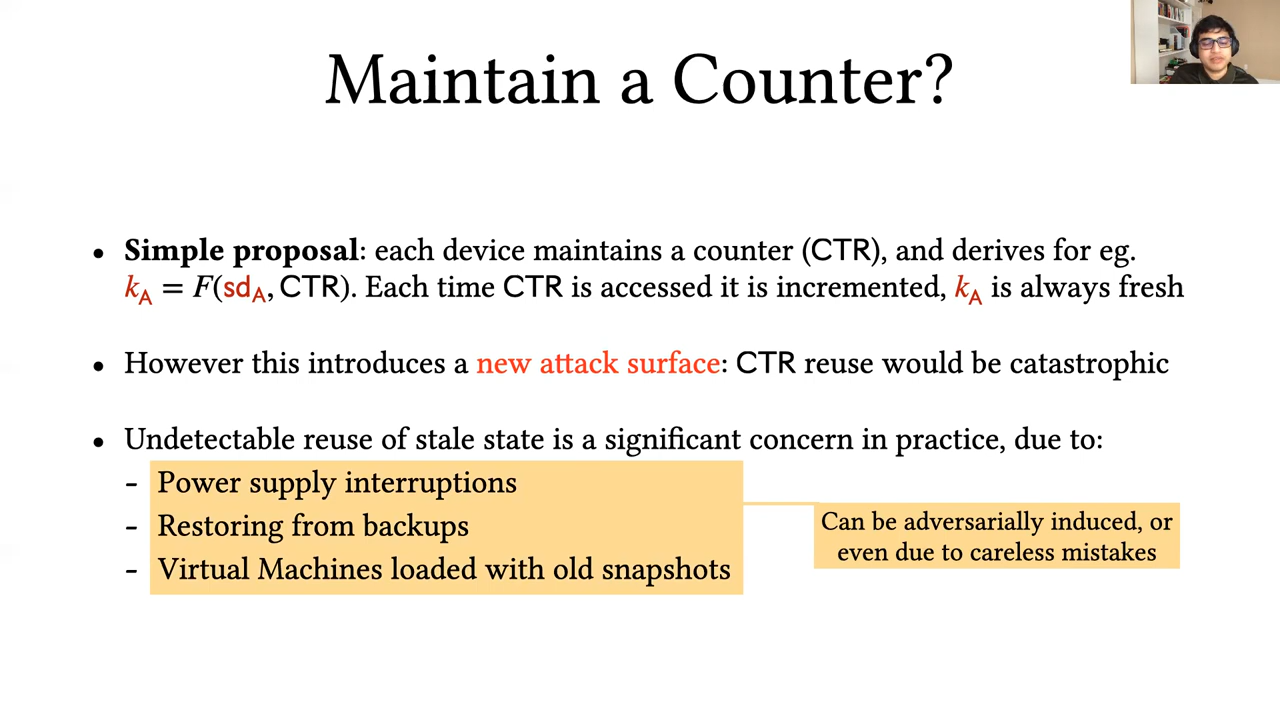 Maintain a Counter?
• Simple proposal: each device maintains a counter (CTR), and derives for eg.
k_A = F(sd_A, CTR). Each time CTR is accessed it is incremented, k_A is always fresh
• However this introduces a new attack surface: CTR reuse would be catastrophic
• Undetectable reuse of stale state is a significant concern in practice, due to:
- Power supply interruptions
- Restoring from backups
- Virtual Machines loaded with old snapshots
Can be adversarially induced, or
even due to careless mistakes